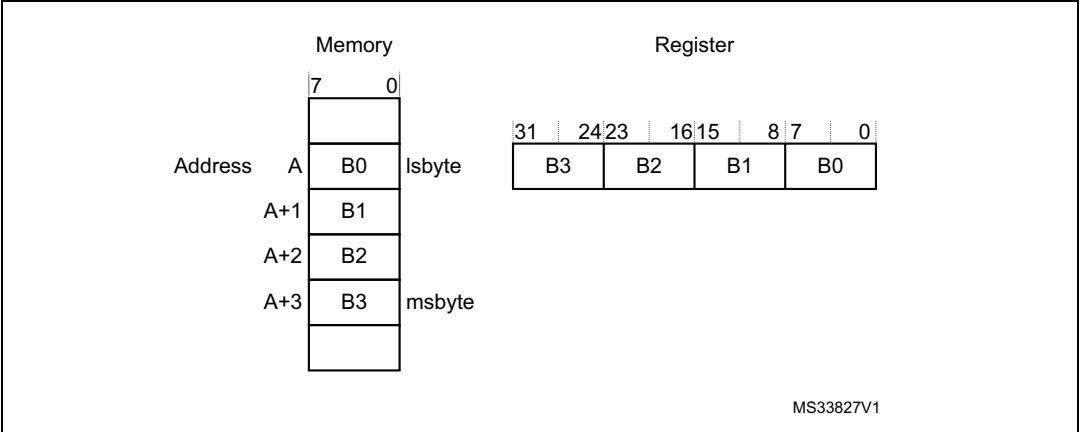 Memory Register
7 0
31 24 23 16 15 8 7 0
Address A B0 lsbyte B3 B2 B1 B0
A+1 B1
A+2 B2
A+3 B3 msbyte
MS33827V1